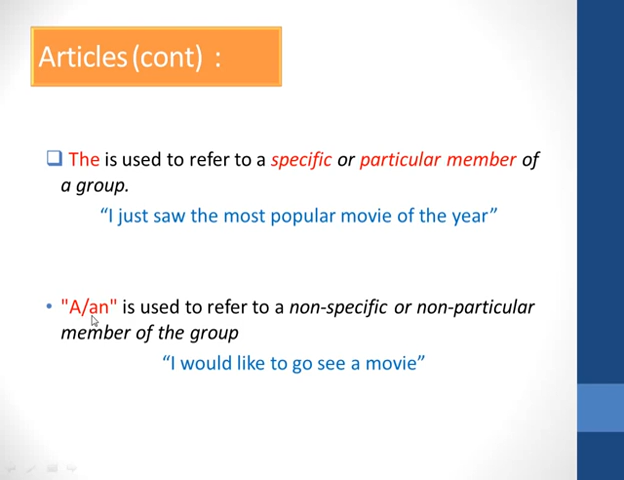 Articles (cont) :
The is used to refer to a specific or particular member of
a group.
“I just saw the most popular movie of the year”
"A/an" is used to refer to a non-specific or non-particular
member of the group
“I would like to go see a movie”